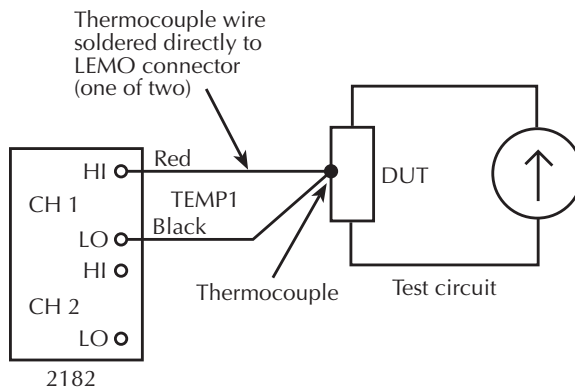 Thermocouple wire
soldered directly to
LEMO connector
(one of two)
Red
HI
DUT
CH 1
TEMP1
Black
LO
HI
Thermocouple
Test circuit
CH 2
LO
2182